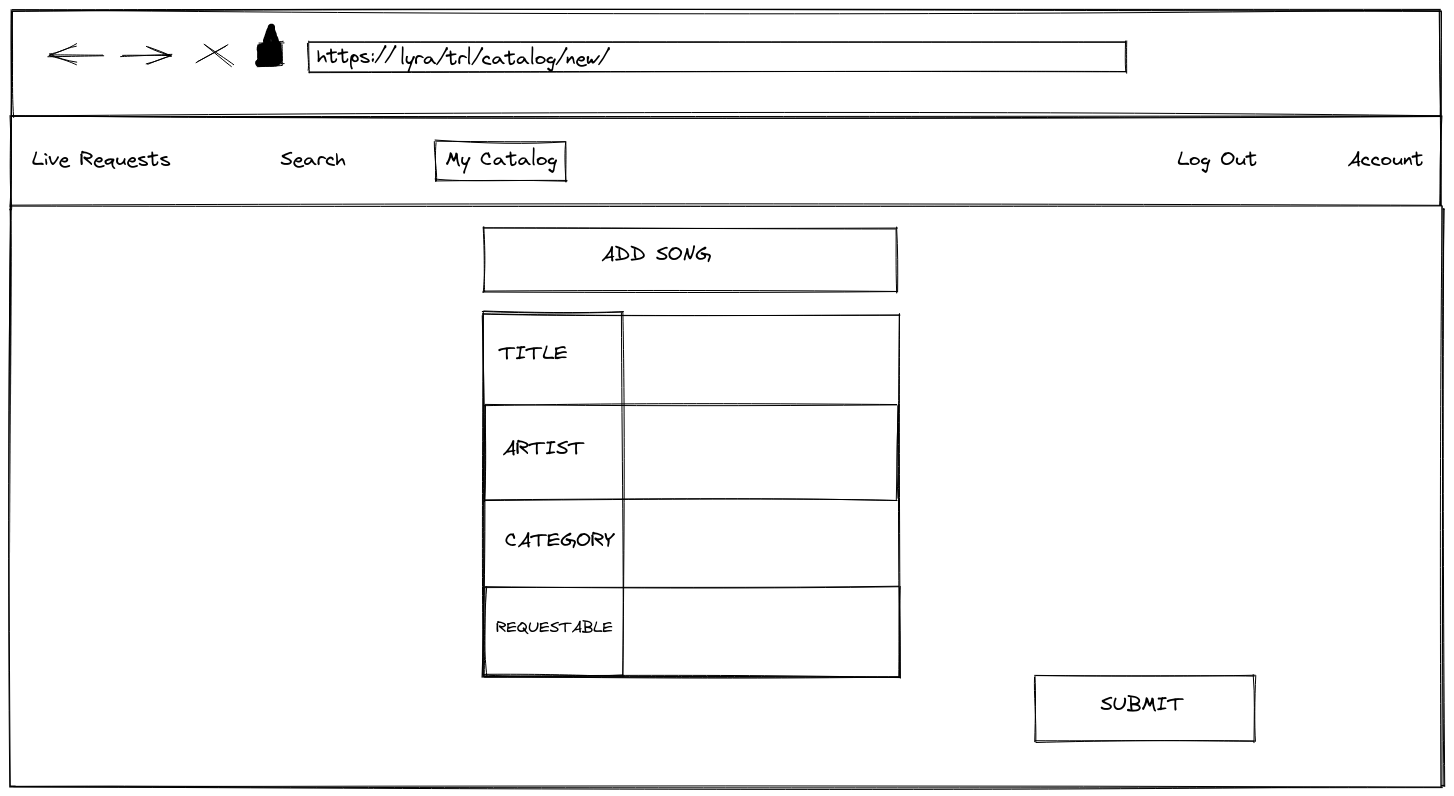 https://lyra/trl/catalog/new/
Live Requests
Search
My Catalog
Log Out
Account
ADD SONG
TITLE
ARTIST
CATEGORY
REQUESTABLE
SUBMIT